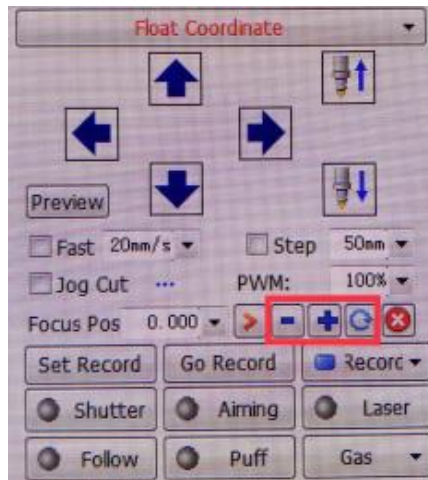 Float Coordinate
Preview
Fast 20mm/s Step 50mm
Jog Cut ... PWM: 100%
Focus Pos 0.000
Set Record Go Record Record
Shutter Aiming Laser
Follow Puff Gas